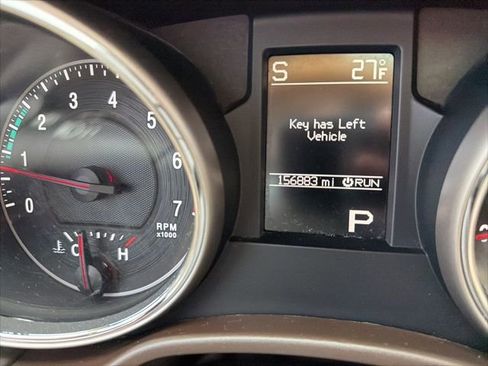 S 27°F
Key has Left
Vehicle
156883 mi RUN
P
0
1
2
3
4
5
6
7
RPM
x1000
C H